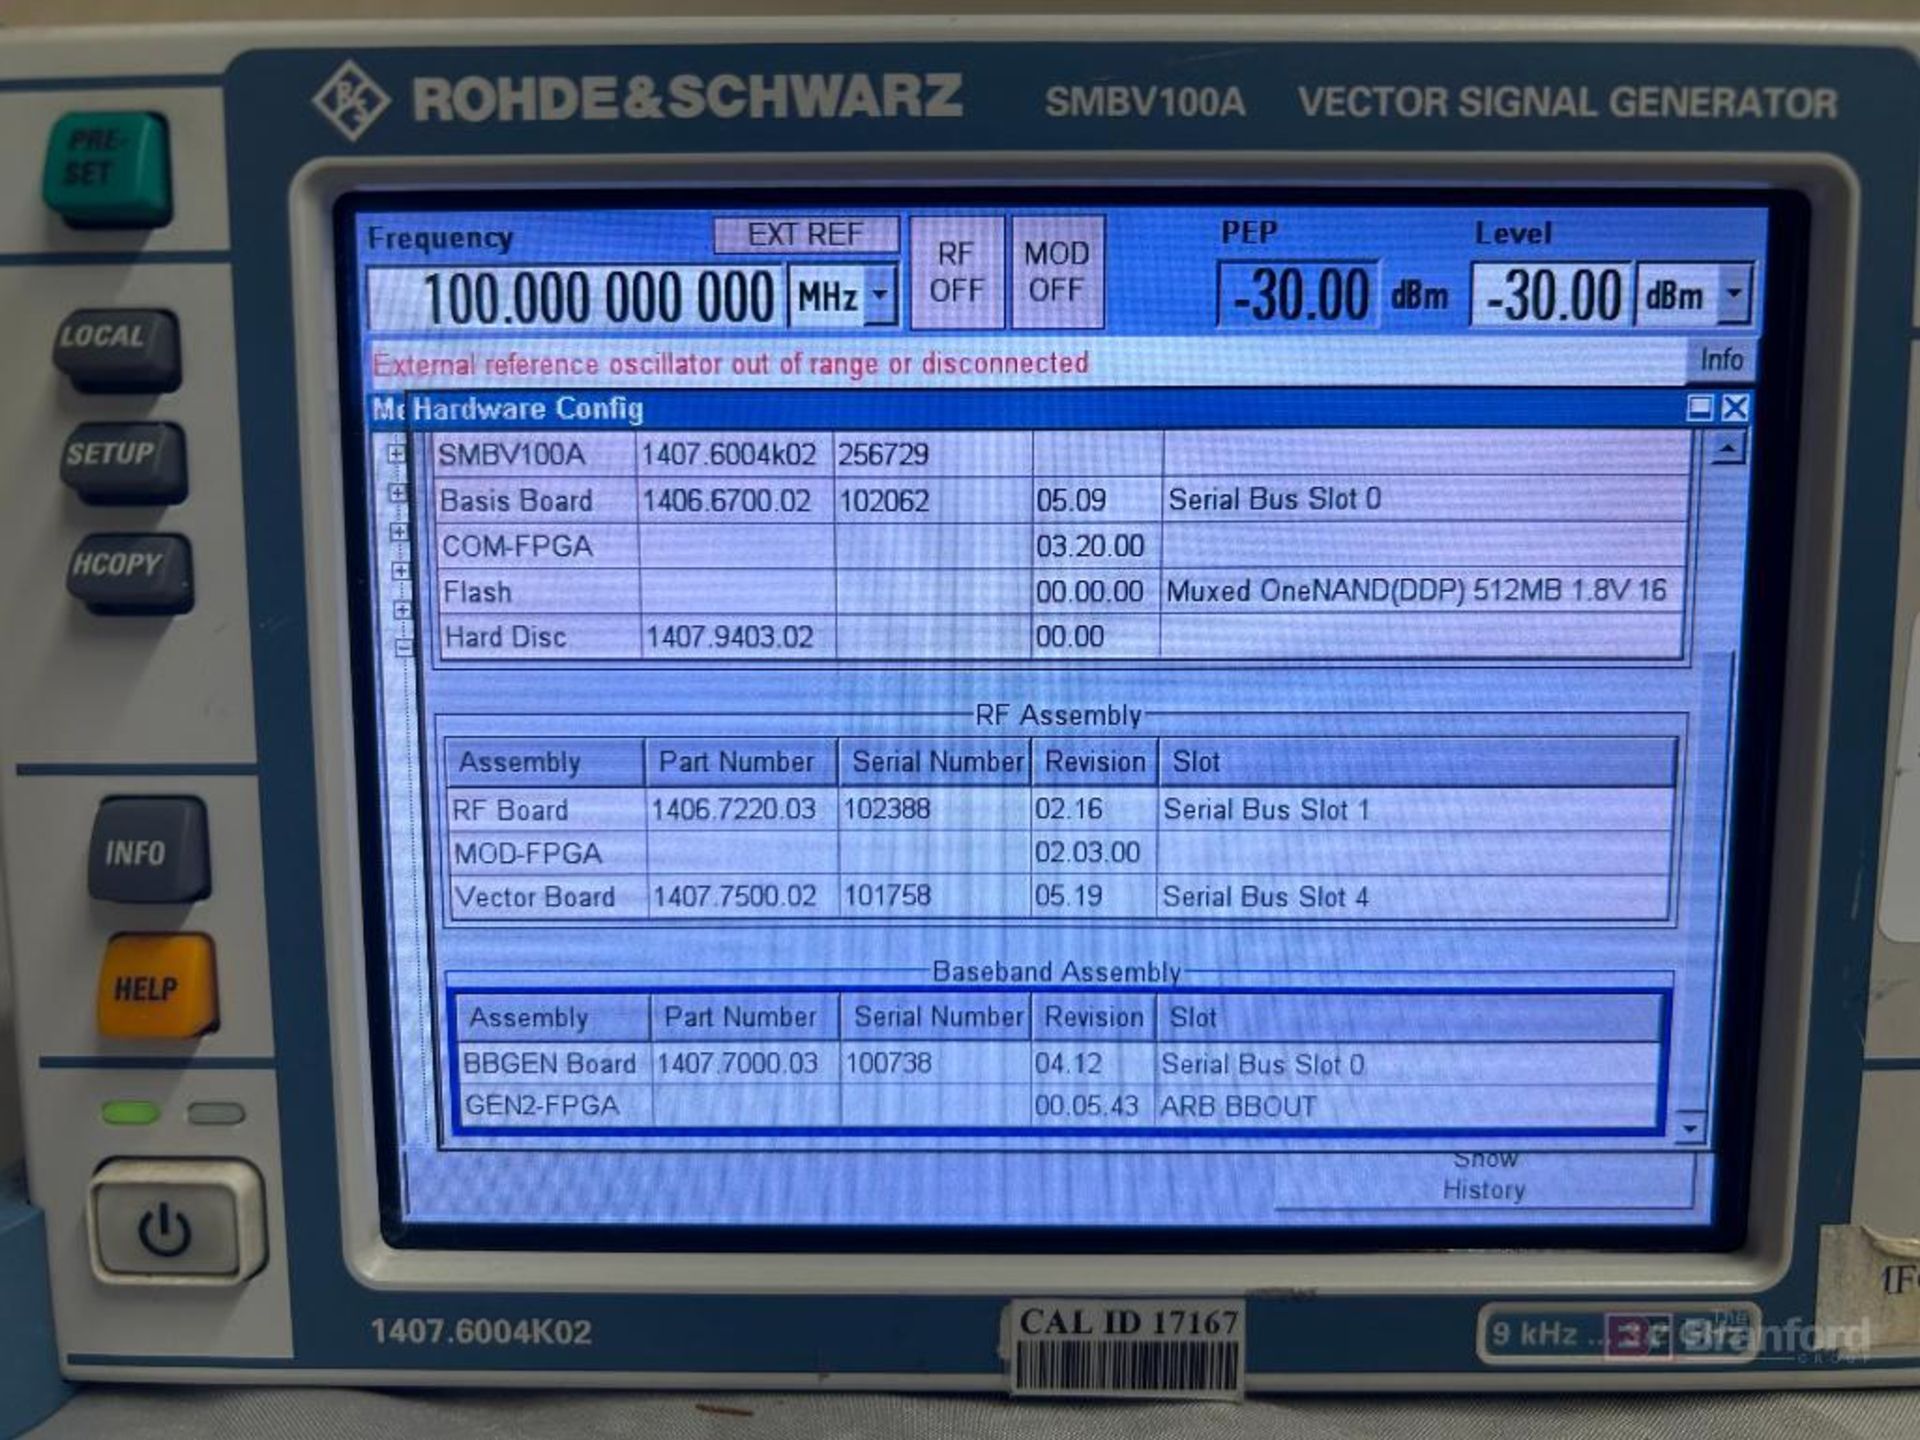 ROHDE&SCHWARZ SMBV100A VECTOR SIGNAL GENERATOR
PRE-
SET
LOCAL
SETUP
HCOPY
INFO
HELP
Frequency EXT REF RF OFF MOD OFF PEP Level
100.000 000 000 MHz -30.00 dBm -30.00 dBm
External reference oscillator out of range or disconnected Info
Hardware Config
SMBV100A 1407.6004k02 256729
Basis Board 1406.6700.02 102062 05.09 Serial Bus Slot 0
COM-FPGA 03.20.00
Flash 00.00.00 Muxed OneNAND(DDP) 512MB 1.8V 16
Hard Disc 1407.9403.02 00.00
RF Assembly
Assembly Part Number Serial Number Revision Slot
RF Board 1406.7220.03 102388 02.16 Serial Bus Slot 1
MOD-FPGA 02.03.00
Vector Board 1407.7500.02 101758 05.19 Serial Bus Slot 4
Baseband Assembly
Assembly Part Number Serial Number Revision Slot
BBGEN Board 1407.7000.03 100738 04.12 Serial Bus Slot 0
GEN2-FPGA 00.05.43 ARB BBOUT
Show
History
1407.6004K02
CAL ID 17167
9 kHz ...
The
Branford
GROUP